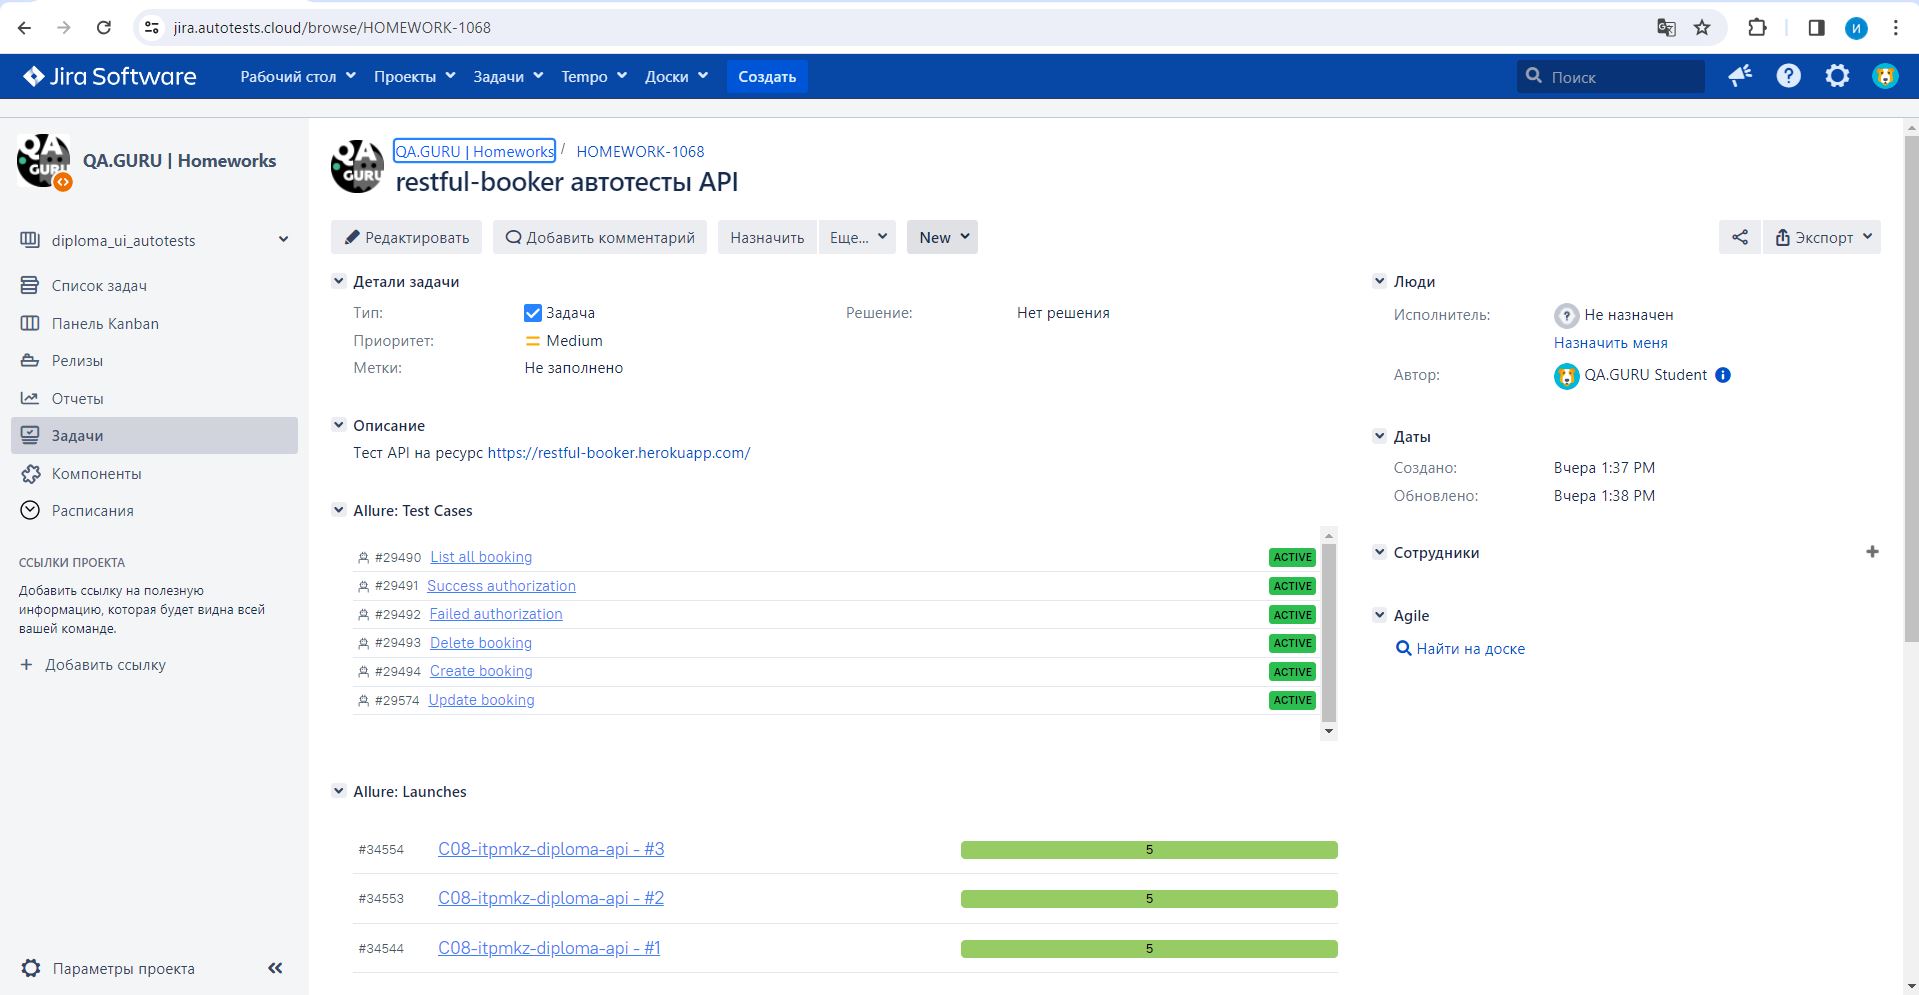 jira.autotests.cloud/browse/HOMEWORK-1068
И
Jira Software
Рабочий стол
Проекты
Задачи
Tempo
Доски
Создать
Поиск
QA GURU
QA.GURU | Homeworks
diploma_ui_autotests
Список задач
Панель Kanban
Релизы
Отчеты
Задачи
Компоненты
Расписания
ССЫЛКИ ПРОЕКТА
Добавить ссылку на полезную
информацию, которая будет видна всей
вашей команде.
+ Добавить ссылку
Параметры проекта
QA GURU
QA.GURU | Homeworks / HOMEWORK-1068
restful-booker автотесты API
Редактировать
Добавить комментарий
Назначить
Еще...
New
Экспорт
Детали задачи
Тип: Задача
Решение: Нет решения
Приоритет: Medium
Метки: Не заполнено
Описание
Тест API на ресурс https://restful-booker.herokuapp.com/
Allure: Test Cases
#29490 List all booking ACTIVE
#29491 Success authorization ACTIVE
#29492 Failed authorization ACTIVE
#29493 Delete booking ACTIVE
#29494 Create booking ACTIVE
#29574 Update booking ACTIVE
Allure: Launches
#34554 C08-itpmkz-diploma-api - #3 5
#34553 C08-itpmkz-diploma-api - #2 5
#34544 C08-itpmkz-diploma-api - #1 5
Люди
Исполнитель: Не назначен
Назначить меня
Автор: QA.GURU Student
Даты
Создано: Вчера 1:37 PM
Обновлено: Вчера 1:38 PM
Сотрудники
Agile
Найти на доске